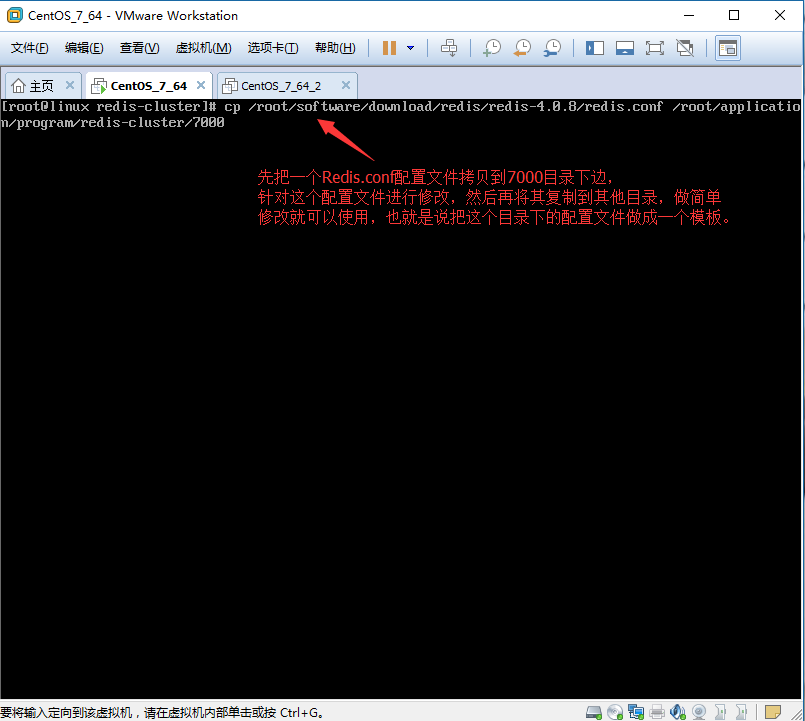 CentOS_7_64 - VMware Workstation
文件(F) 编辑(E) 查看(V) 虚拟机(M) 选项卡(T) 帮助(H)
主页 CentOS_7_64 CentOS_7_64_2
[root@linux redis-cluster]# cp /root/software/download/redis/redis-4.0.8/redis.conf /root/applicatio
n/program/redis-cluster/7000
先把一个Redis.conf配置文件拷贝到7000目录下边，
针对这个配置文件进行修改，然后再将其复制到其他目录，做简单
修改就可以使用，也就是说把这个目录下的配置文件做成一个模板。
要将输入定向到该虚拟机，请在虚拟机内部单击或按 Ctrl+G。